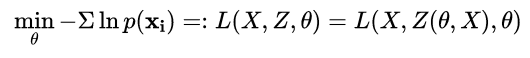 min −Σ ln p(xᵢ) =: L(X, Z, θ) = L(X, Z(θ, X), θ)
θ